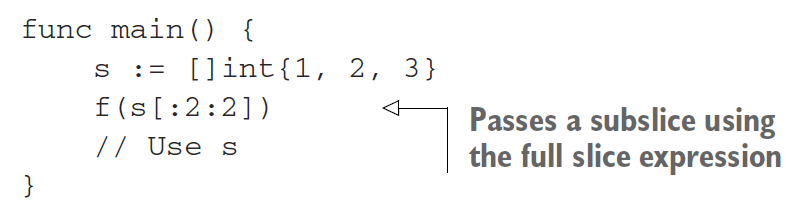 func main() {
    s := []int{1, 2, 3}
    f(s[:2:2])
    // Use s
}
Passes a subslice using
the full slice expression